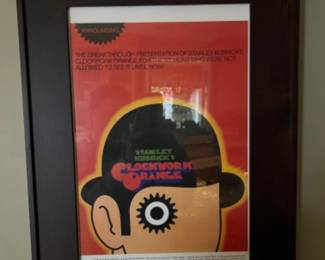 ANNOUNCING
THE BREAKTHROUGH PRESENTATION OF STANLEY KUBRICK'S
CLOCKWORK ORANGE FOR THE MILLIONS WHO WERE NOT
ALLOWED TO SEE IT UNTIL NOW!
STANLEY
KUBRICK'S
CLOCKWORK
ORANGE